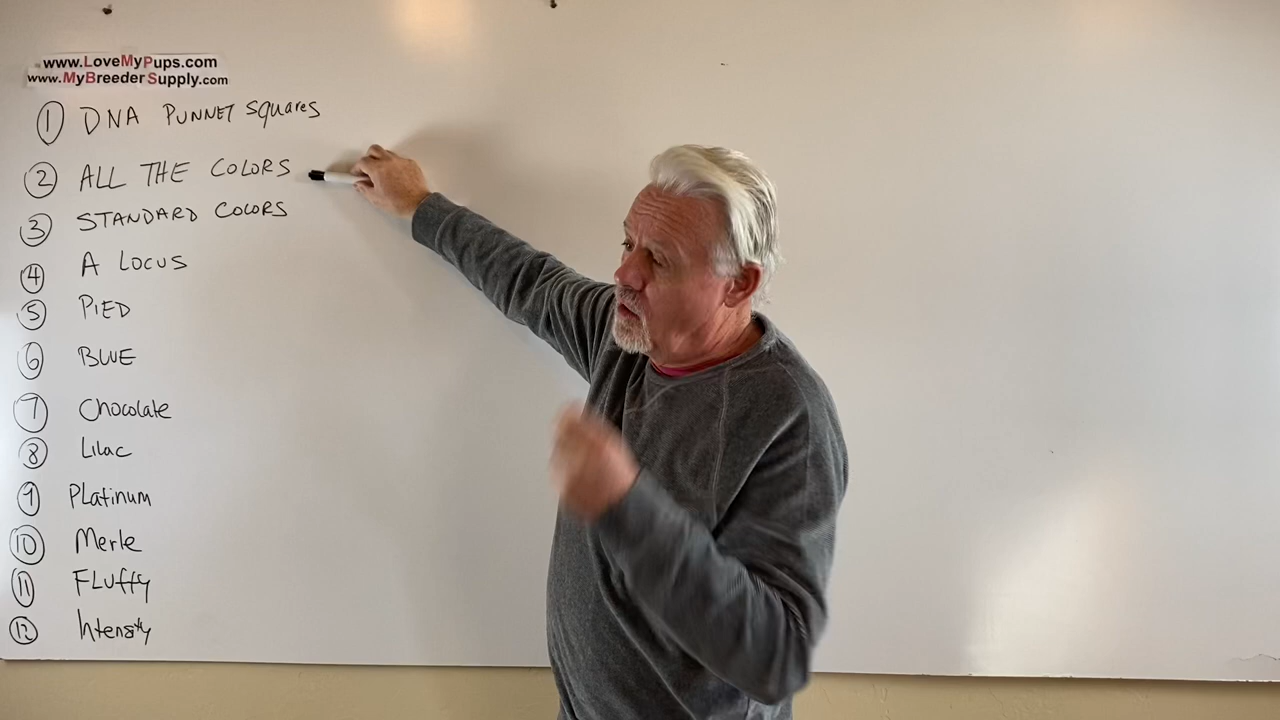 www.LoveMyPups.com
www.MyBreederSupply.com
1 DNA PUNNET SquareS
2 ALL THE COLORS
3 STANDARD COLORS
4 A LOCUS
5 PiED
6 BLUE
7 Chocolate
8 Lilac
9 PLatinum
10 Merle
11 FLuffy
12 Intensity